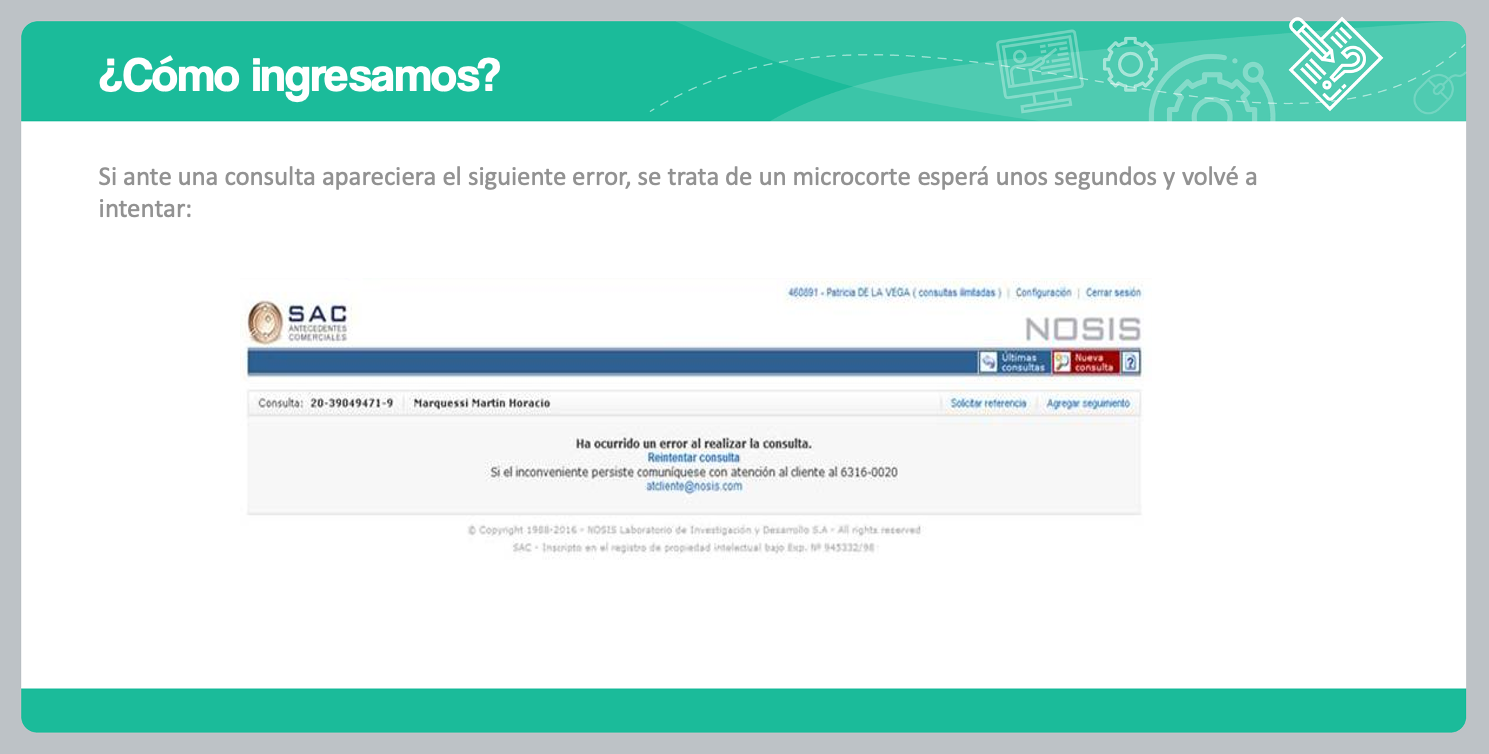 ¿Cómo ingresamos?
Si ante una consulta apareciera el siguiente error, se trata de un microcorte esperá unos segundos y volvé a
intentar:
460891 - Patricia DE LA VEGA ( consultas ilimitadas ) | Configuración | Cerrar sesión
SAC
ANTECEDENTES
COMERCIALES
NOSIS
Últimas
consultas
Nueva
consulta
?
Consulta: 20-39049471-9 Marquessi Martin Horacio
Solicitar referencia
Agregar seguimiento
Ha ocurrido un error al realizar la consulta.
Reintentar consulta
Si el inconveniente persiste comuníquese con atención al cliente al 6316-0020
atcliente@nosis.com
© Copyright 1988-2016 - NOSIS Laboratorio de Investigación y Desarrollo S.A - All rights reserved
SAC - Inscripto en el registro de propiedad intelectual bajo Exp. Nº 945332/98